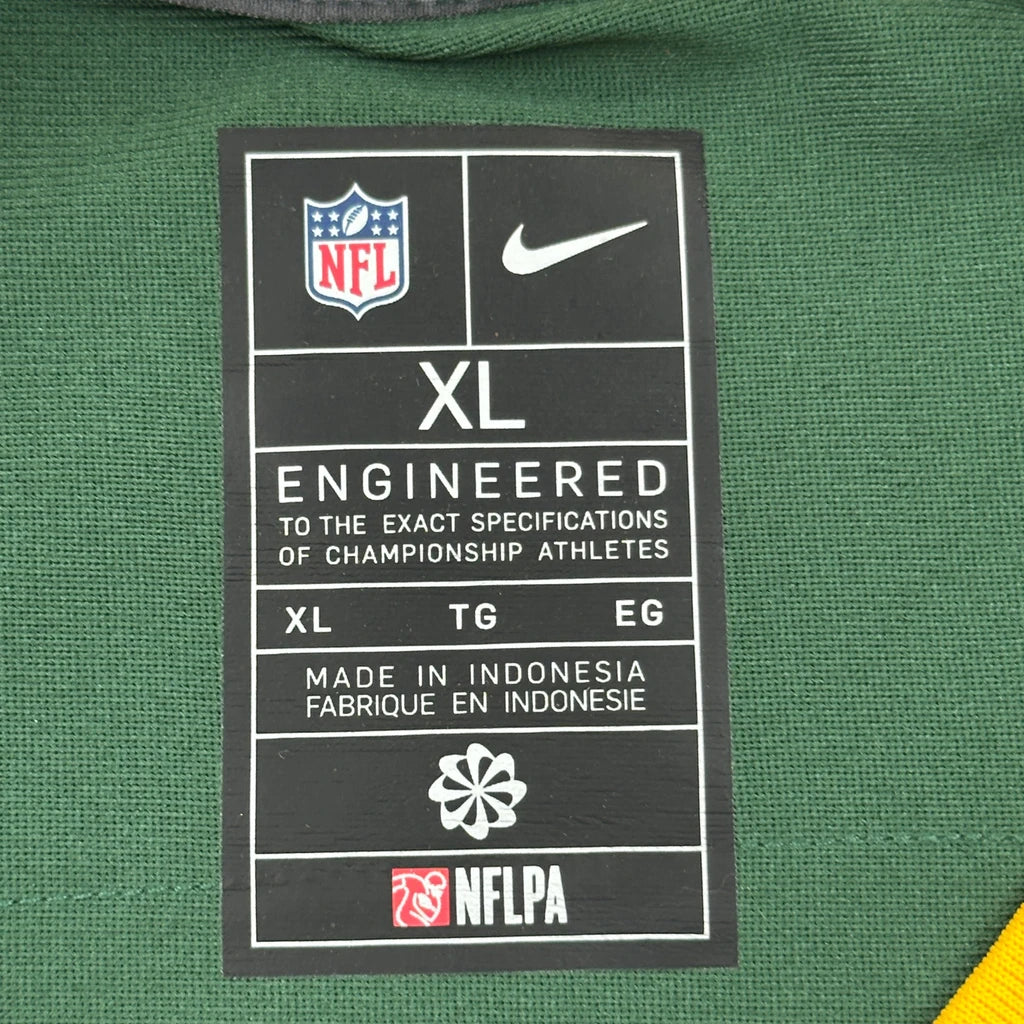 NFL
XL
ENGINEERED
TO THE EXACT SPECIFICATIONS
OF CHAMPIONSHIP ATHLETES
XL TG EG
MADE IN INDONESIA
FABRIQUE EN INDONESIE
NFLPA